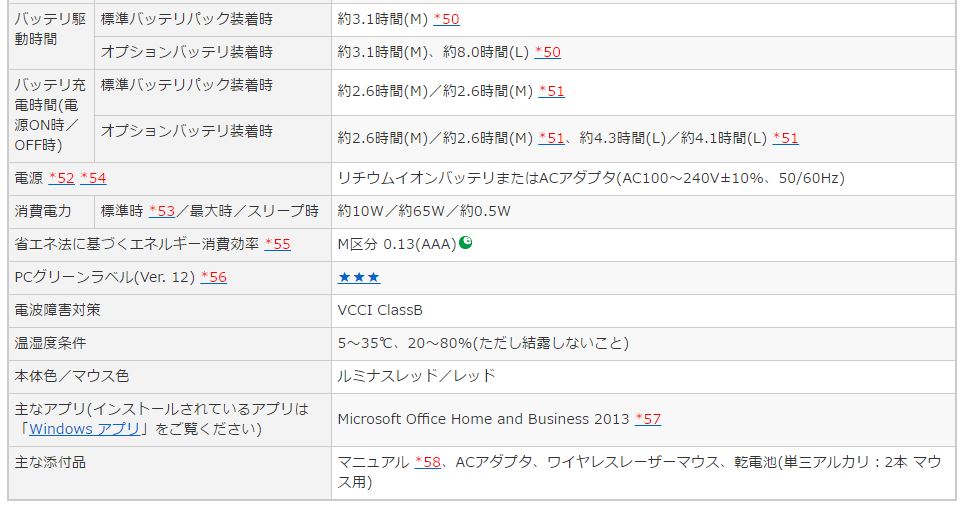 バッテリ駆
動時間
標準バッテリパック装着時
約3.1時間(M) *50
オプションバッテリ装着時
約3.1時間(M)、約8.0時間(L) *50
バッテリ充
電時間(電
源ON時／
OFF時)
標準バッテリパック装着時
約2.6時間(M)／約2.6時間(M) *51
オプションバッテリ装着時
約2.6時間(M)／約2.6時間(M) *51、約4.3時間(L)／約4.1時間(L) *51
電源 *52 *54
リチウムイオンバッテリまたはACアダプタ(AC100～240V±10%、50/60Hz)
消費電力
標準時 *53／最大時／スリープ時
約10W／約65W／約0.5W
省エネ法に基づくエネルギー消費効率 *55
M区分 0.13(AAA)
PCグリーンラベル(Ver. 12) *56
★★★
電波障害対策
VCCI ClassB
温湿度条件
5～35℃、20～80%(ただし結露しないこと)
本体色／マウス色
ルミナスレッド／レッド
主なアプリ(インストールされているアプリは
「Windows アプリ」をご覧ください)
Microsoft Office Home and Business 2013 *57
主な添付品
マニュアル *58、ACアダプタ、ワイヤレスレーザーマウス、乾電池(単三アルカリ：2本 マウ
ス用)